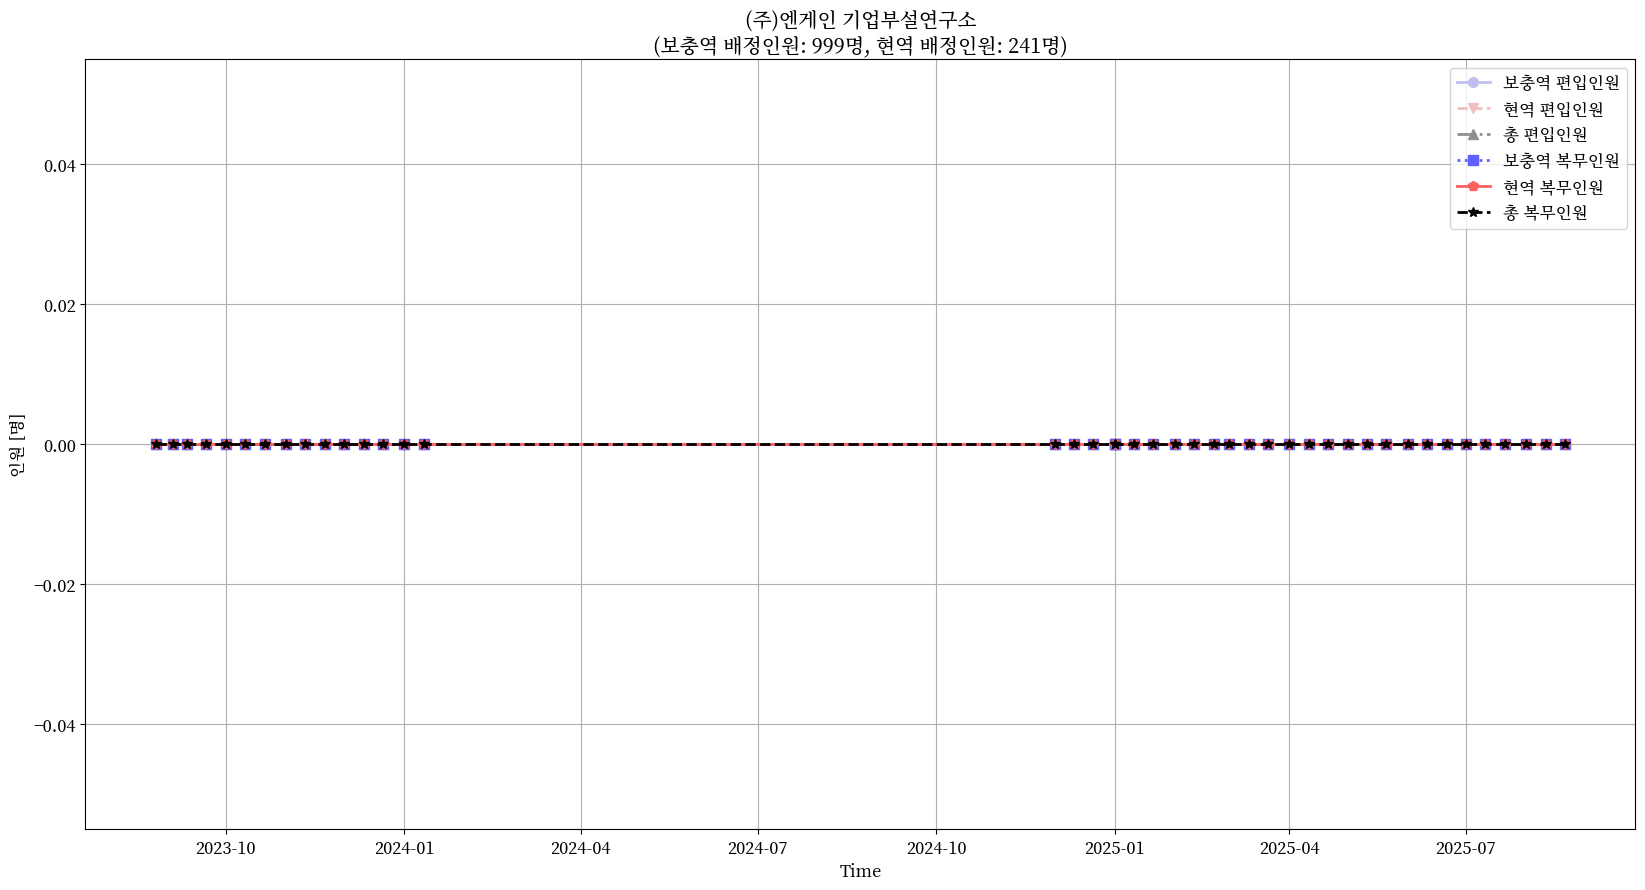 (주)엔게인 기업부설연구소
(보충역 배정인원: 999명, 현역 배정인원: 241명)
보충역 편입인원
현역 편입인원
총 편입인원
보충역 복무인원
현역 복무인원
총 복무인원
0.04
0.02
0.00
−0.02
−0.04
인원 [명]
2023-10 2024-01 2024-04 2024-07 2024-10 2025-01 2025-04 2025-07
Time